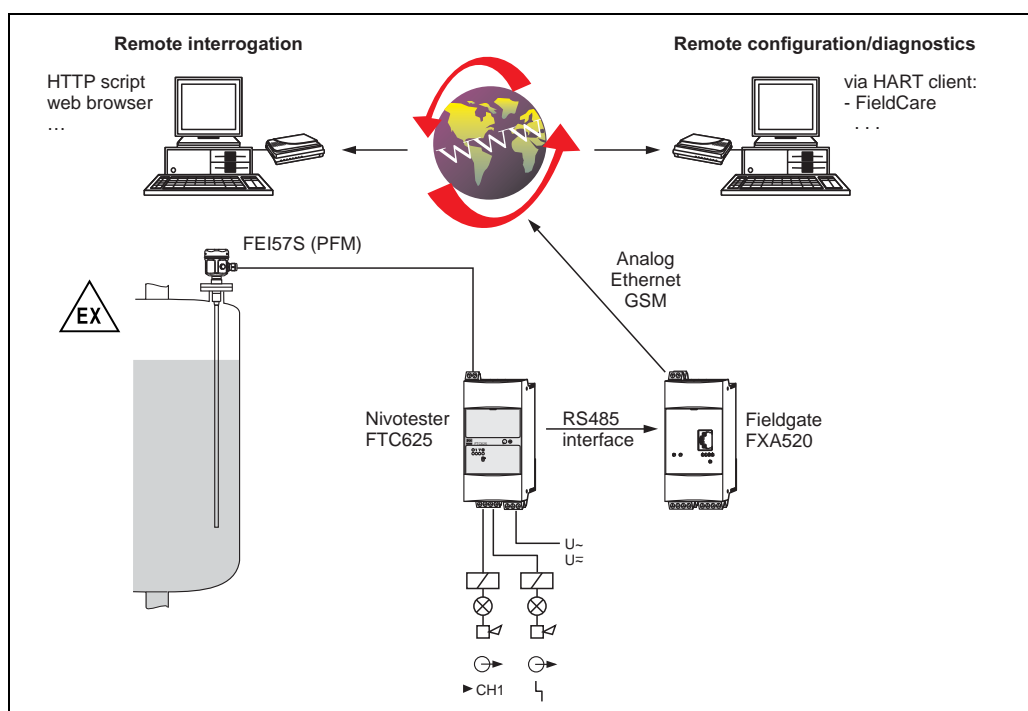 Remote interrogation
Remote configuration/diagnostics
HTTP script
web browser
...
WWW
via HART client:
- FieldCare
. . .
FEI57S (PFM)
EX
Analog
Ethernet
GSM
Nivotester
FTC625
RS485
interface
Fieldgate
FXA520
U~
U≂
CH1